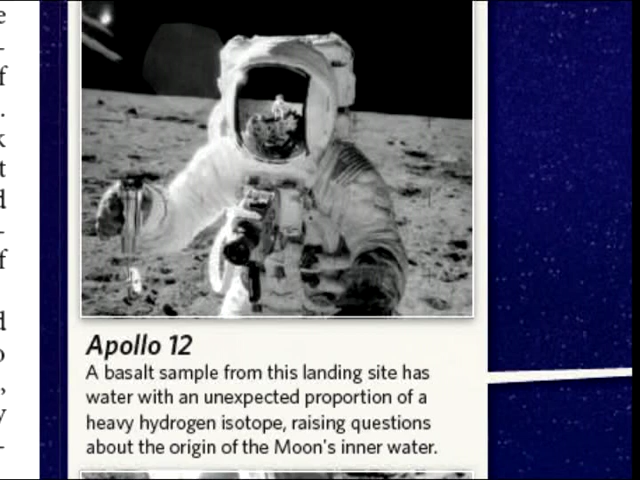 Apollo 12
A basalt sample from this landing site has
water with an unexpected proportion of a
heavy hydrogen isotope, raising questions
about the origin of the Moon's inner water.